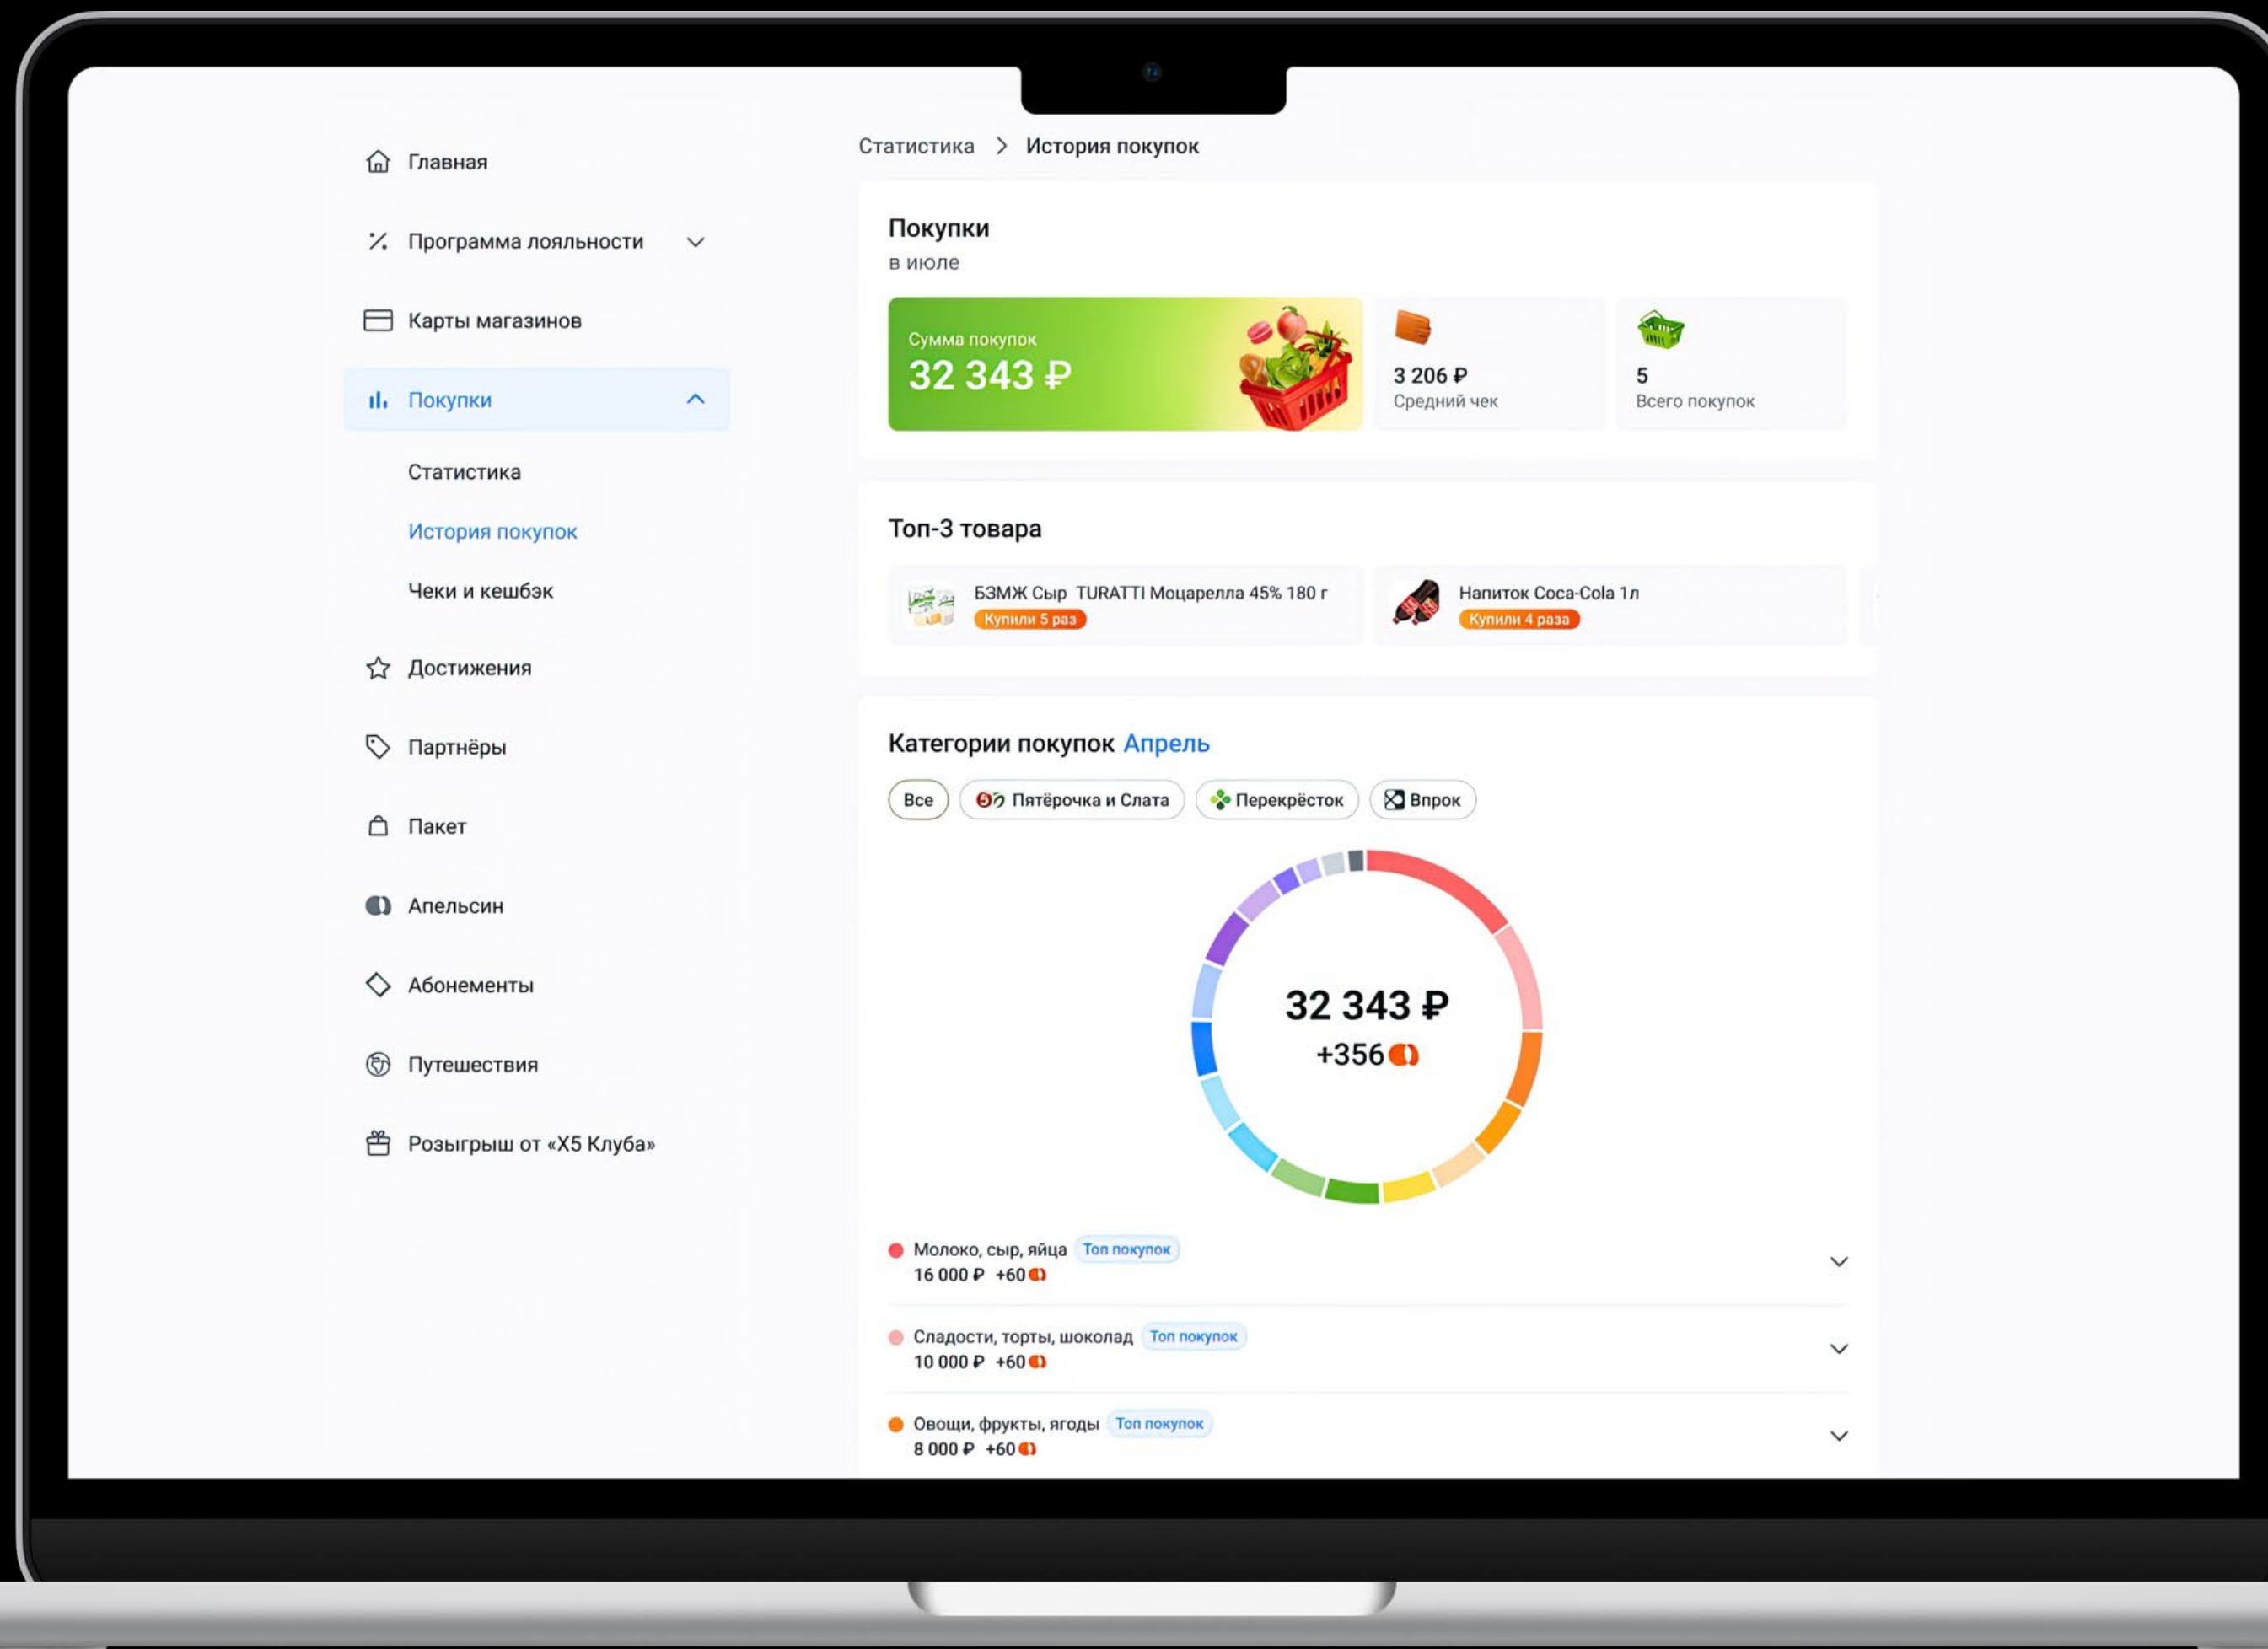 Главная
Программа лояльности
Карты магазинов
Покупки
Статистика
История покупок
Чеки и кешбэк
Достижения
Партнёры
Пакет
Апельсин
Абонементы
Путешествия
Розыгрыш от «X5 Клуба»
Статистика > История покупок
Покупки
в июле
Сумма покупок
32 343 ₽
3 206 ₽
Средний чек
5
Всего покупок
Топ-3 товара
БЗМЖ Сыр TURATTI Моцарелла 45% 180 г
Купили 5 раз
Напиток Coca-Cola 1л
Купили 4 раза
Категории покупок Апрель
Все
Пятёрочка и Слата
Перекрёсток
Впрок
32 343 ₽
+356
Молоко, сыр, яйца Топ покупок
16 000 ₽ +60
Сладости, торты, шоколад Топ покупок
10 000 ₽ +60
Овощи, фрукты, ягоды Топ покупок
8 000 ₽ +60